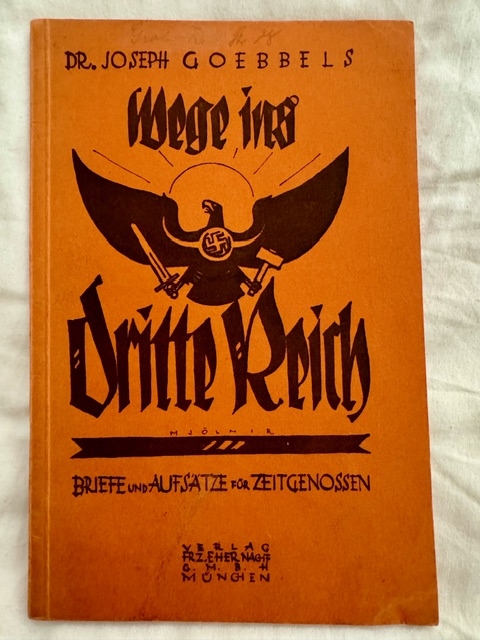 DR. JOSEPH GOEBBELS
Wege ins
Dritte Reich
MJÖLNIR
BRIEFE UND AUFSÄTZE FÜR ZEITGENOSSEN
VERLAG
FRZ. EHER NACHF
G. M. B. H
MÜNCHEN